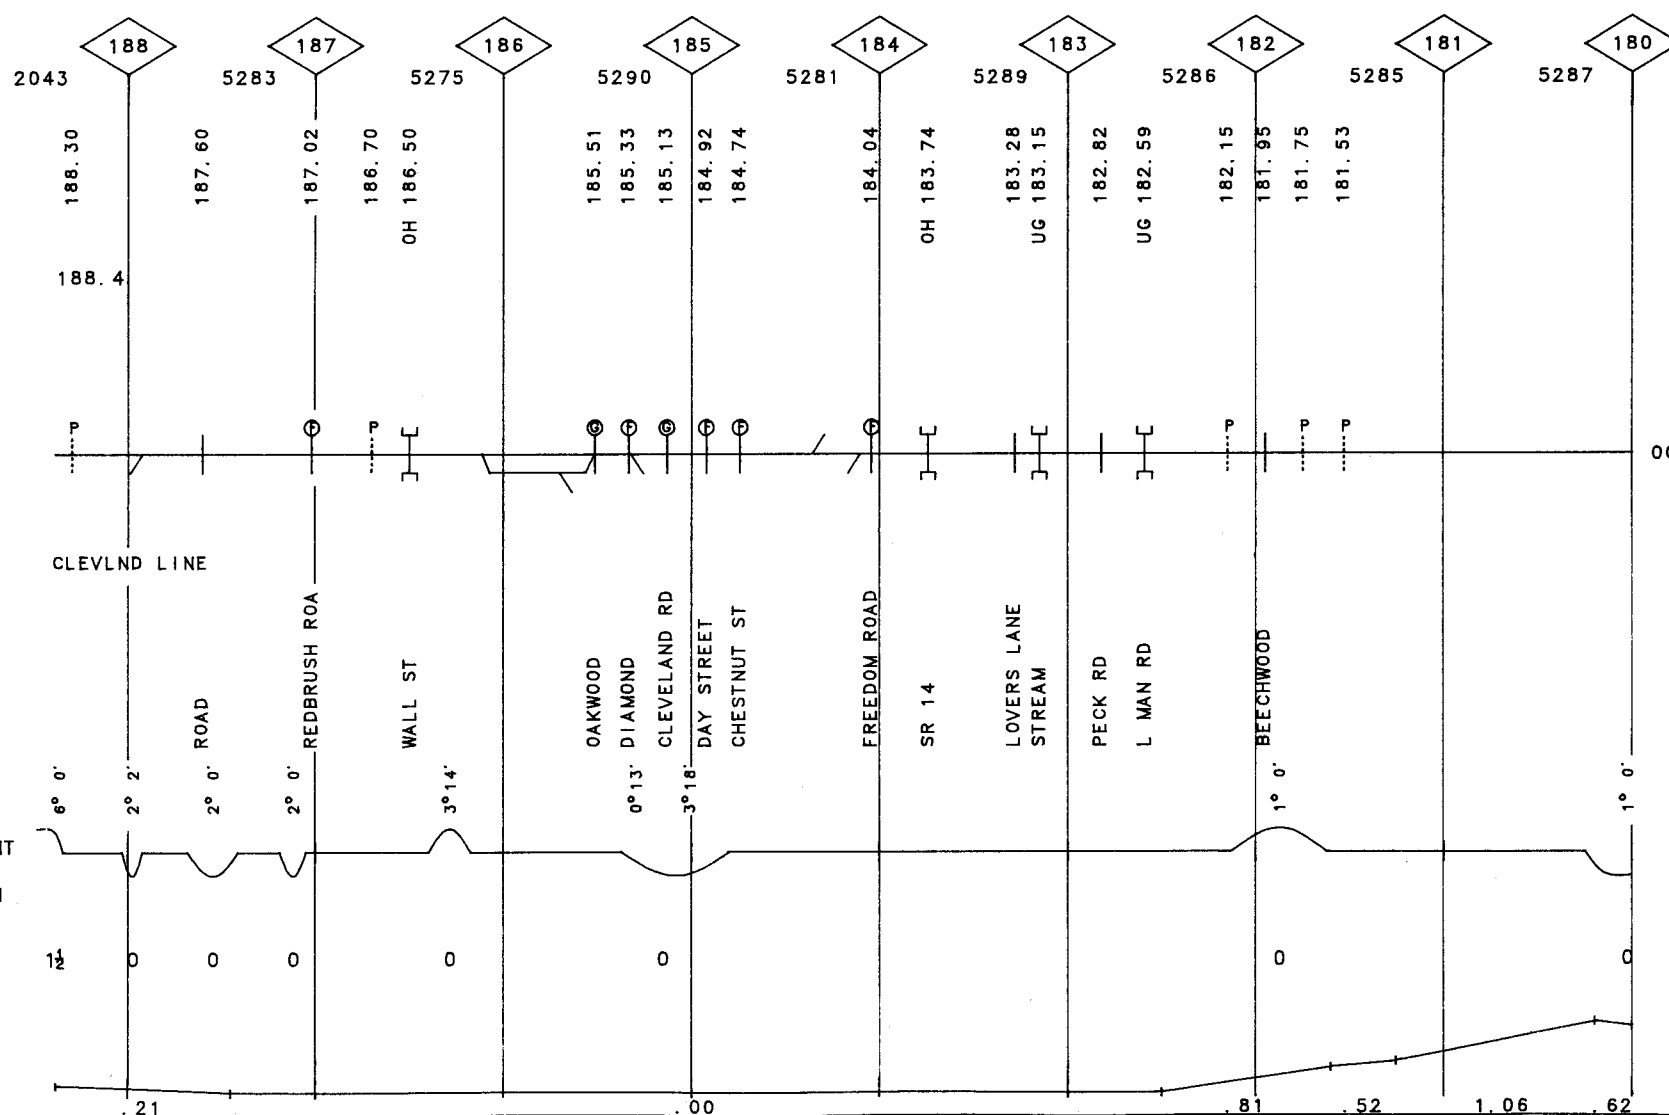 188 187 186 185 184 183 182 181 180
2043 5283 5275 5290 5281 5289 5286 5285 5287
188.30 187.60 187.02 186.70 OH 186.50 185.51 185.33 185.13 184.92 184.74 184.04 OH 183.74 183.28 UG 183.15 182.82 UG 182.59 182.15 181.95 181.75 181.53
188.4
P F P G F G F F F P P P
CLEVLND LINE
ROAD REDBRUSH ROA WALL ST OAKWOOD DIAMOND CLEVELAND RD DAY STREET CHESTNUT ST FREEDOM ROAD SR 14 LOVERS LANE STREAM PECK RD L MAN RD BEECHWOOD
6° 0' 2° 2' 2° 0' 2° 0' 3°14' 0°13' 3°18' 1° 0' 1° 0'
1½ 0 0 0 0 0 0 0
.21 .00 .81 .52 1.06 .62